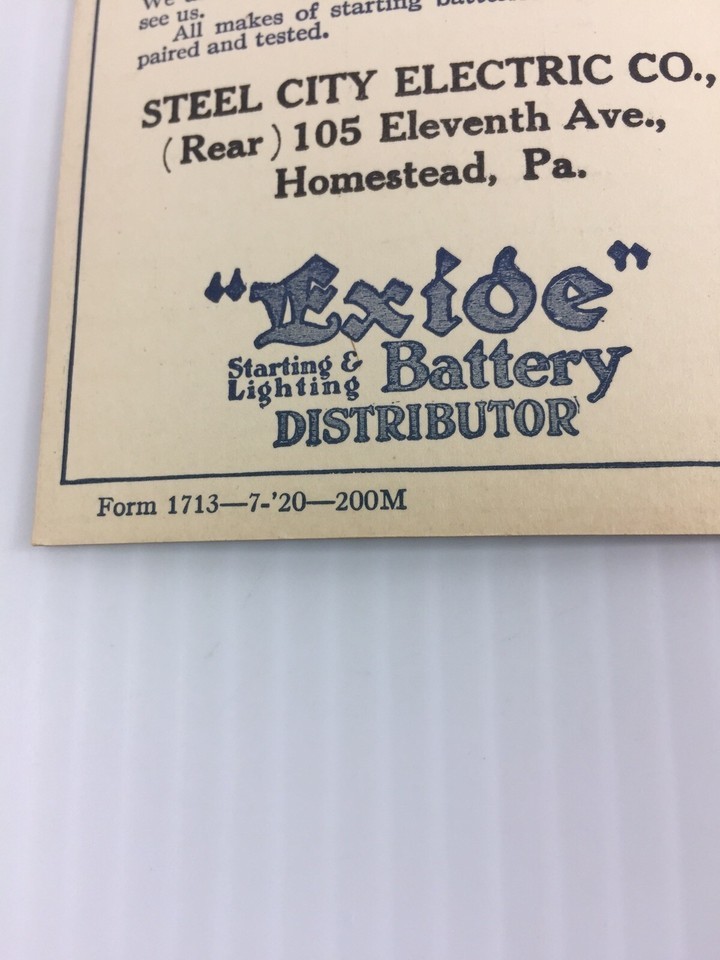 We
see us.
All makes of starting
paired and tested.
STEEL CITY ELECTRIC CO.,
(Rear) 105 Eleventh Ave.,
Homestead, Pa.
"Exide"
Starting & Lighting Battery
DISTRIBUTOR
Form 1713—7-'20—200M